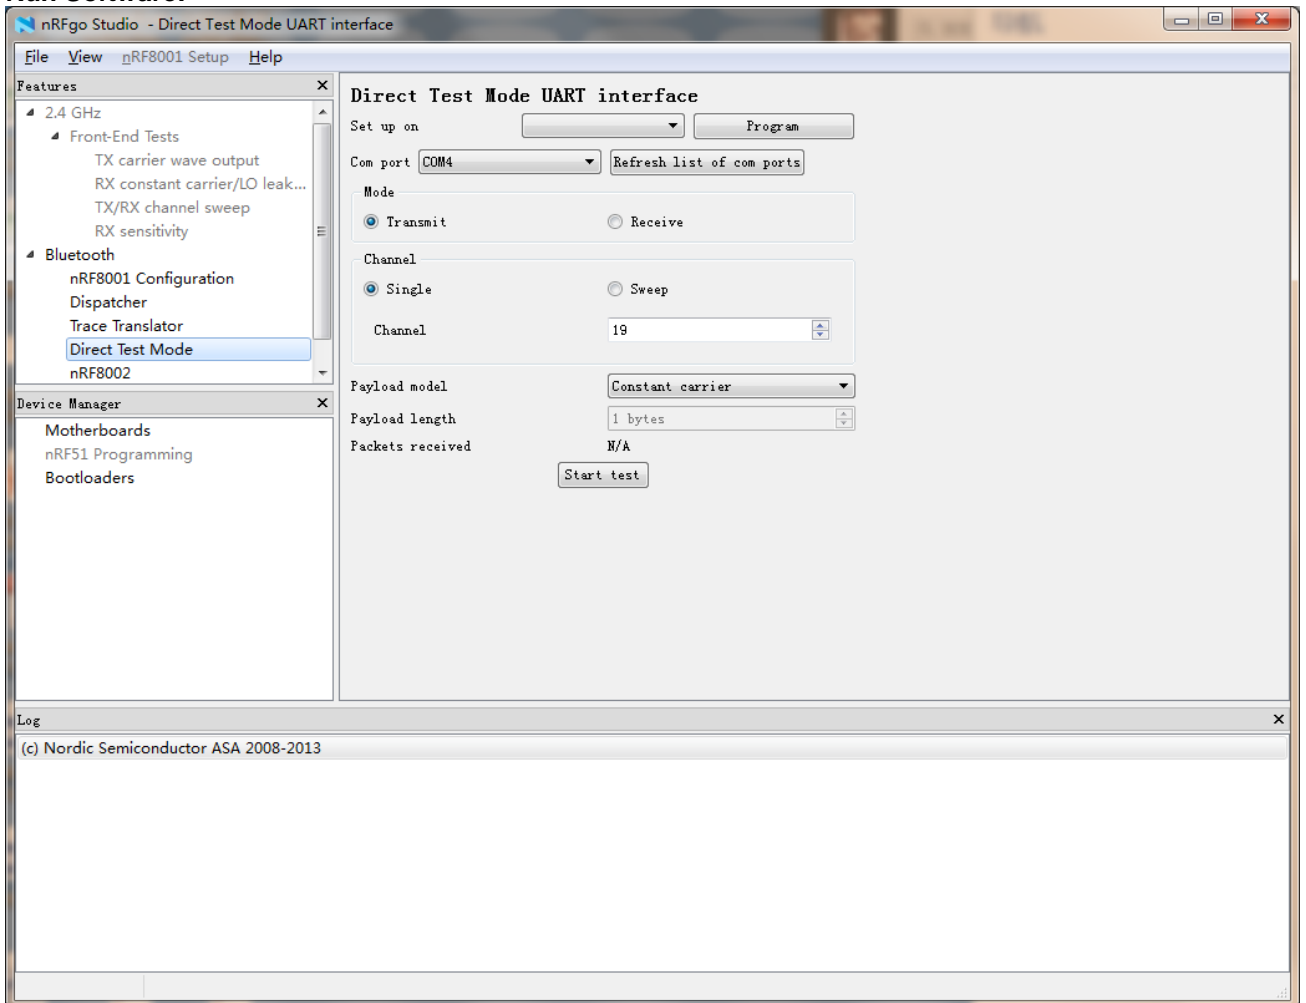 nRFgo Studio - Direct Test Mode UART interface
File View nRF8001 Setup Help
Features
2.4 GHz
Front-End Tests
TX carrier wave output
RX constant carrier/LO leak...
TX/RX channel sweep
RX sensitivity
Bluetooth
nRF8001 Configuration
Dispatcher
Trace Translator
Direct Test Mode
nRF8002
Device Manager
Motherboards
nRF51 Programming
Bootloaders
Direct Test Mode UART interface
Set up on Program
Com port COM4 Refresh list of com ports
Mode
Transmit Receive
Channel
Single Sweep
Channel 19
Payload model Constant carrier
Payload length 1 bytes
Packets received N/A
Start test
Log
(c) Nordic Semiconductor ASA 2008-2013